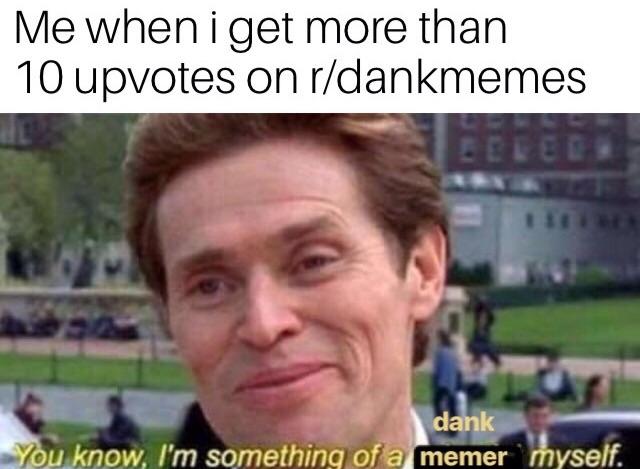 Me when i get more than
10 upvotes on r/dankmemes
dank
You know, I'm something of a memer myself.